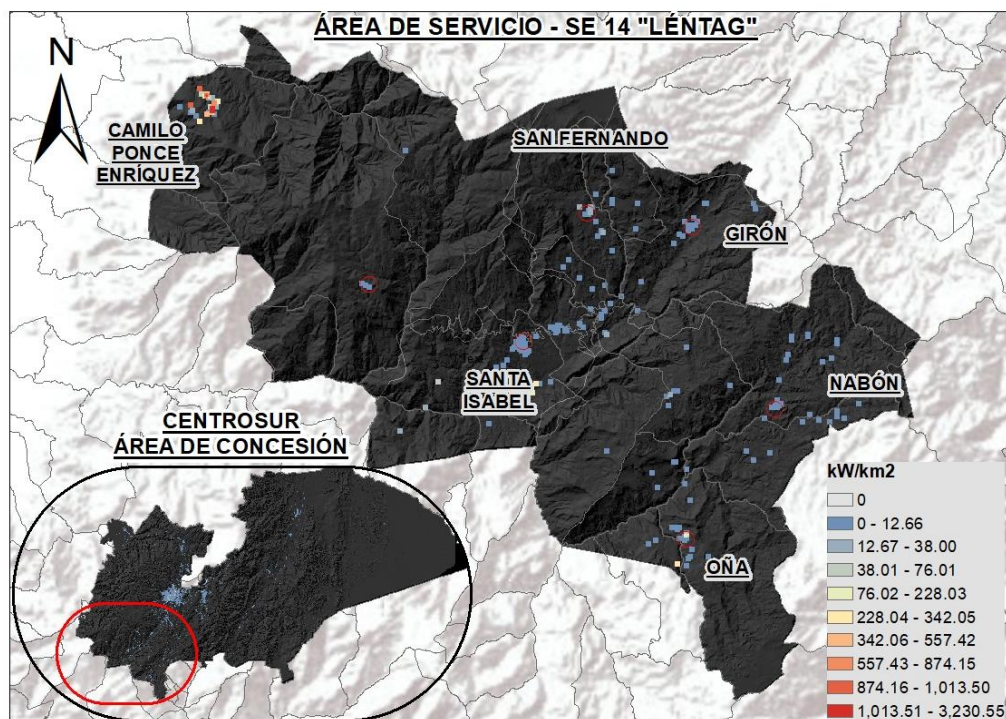 ÁREA DE SERVICIO - SE 14 "LÉNTAG"
N
CAMILO
PONCE
ENRÍQUEZ
SAN FERNANDO
GIRÓN
SANTA
ISABEL
NABÓN
OÑA
CENTROSUR
ÁREA DE CONCESIÓN
kW/km2
0
0 - 12.66
12.67 - 38.00
38.01 - 76.01
76.02 - 228.03
228.04 - 342.05
342.06 - 557.42
557.43 - 874.15
874.16 - 1,013.50
1,013.51 - 3,230.55